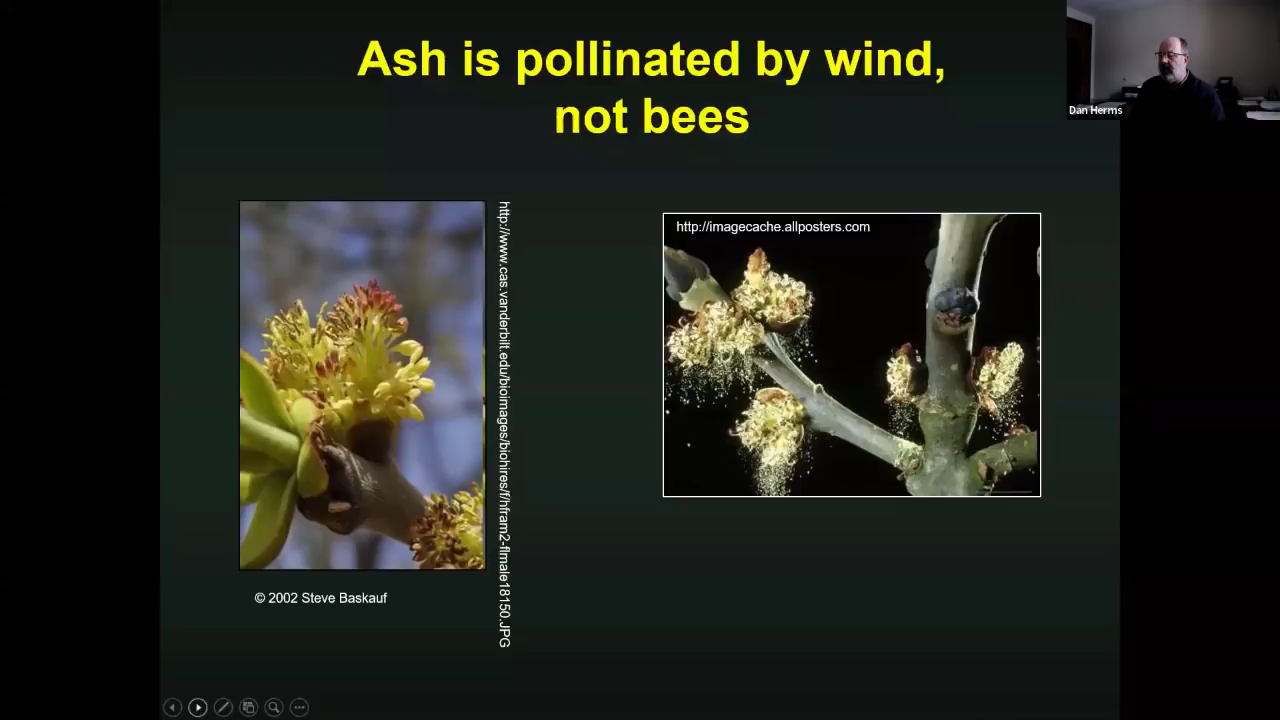 Ash is pollinated by wind,
not bees
Dan Herms
http://www.cas.vanderbilt.edu/bioimages/biohires/f/hfram2-flmale18150.JPG
http://imagecache.allposters.com
© 2002 Steve Baskauf